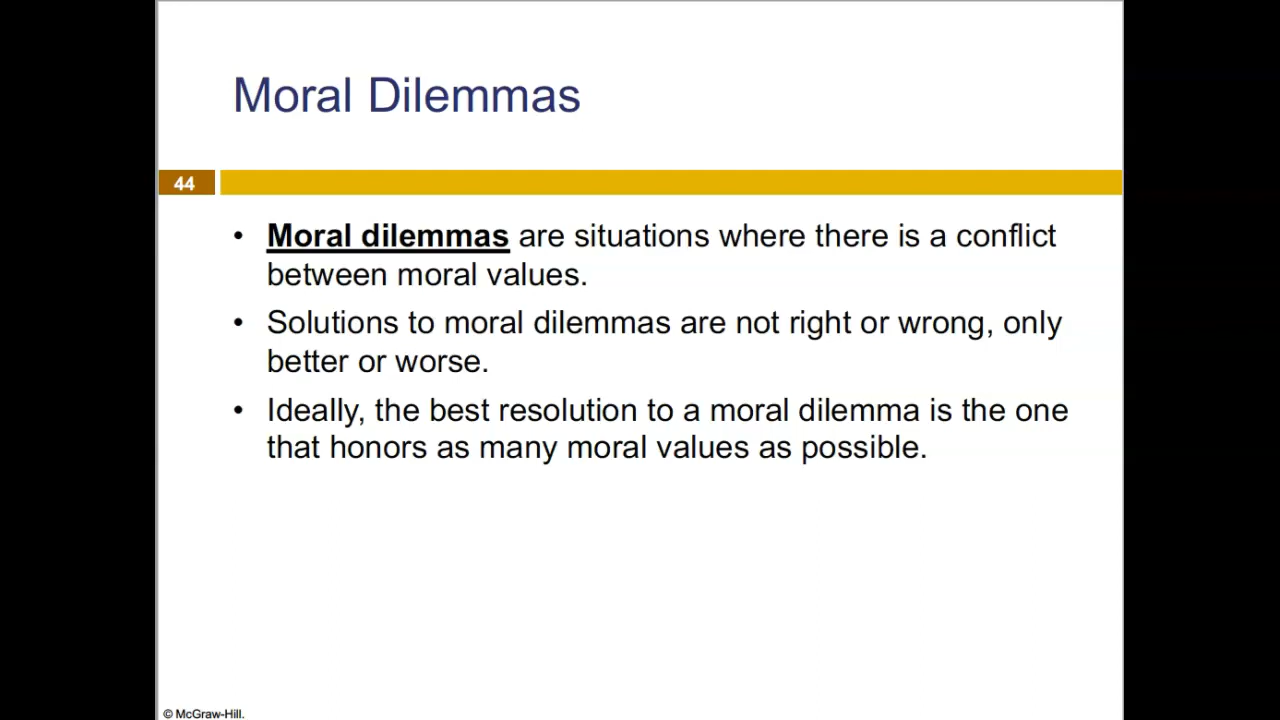 Moral Dilemmas
44
• Moral dilemmas are situations where there is a conflict
between moral values.
• Solutions to moral dilemmas are not right or wrong, only
better or worse.
• Ideally, the best resolution to a moral dilemma is the one
that honors as many moral values as possible.
© McGraw-Hill.